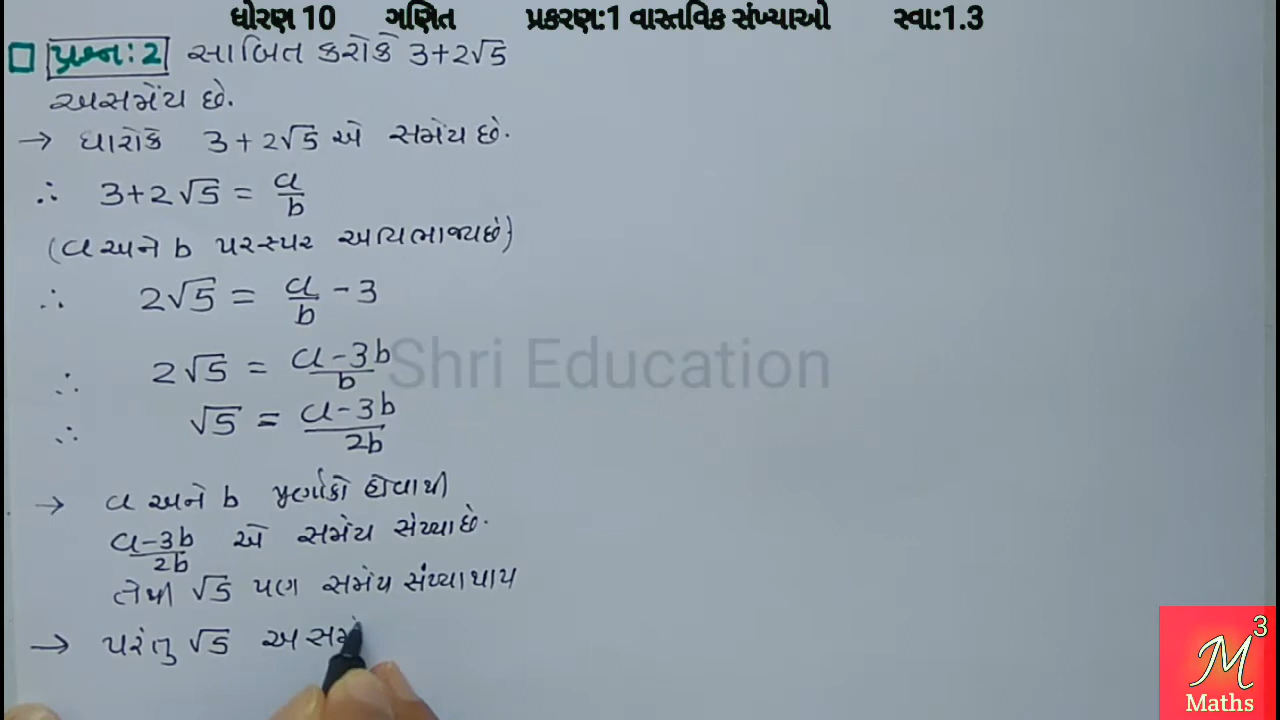 ધોરણ 10 ગણિત પ્રકરણ:1 વાસ્તવિક સંખ્યાઓ સ્વા:1.3
પ્રશ્ન:2 સાબિત કરોકે 3+2√5
અસમેય છે.
→ ધારોકે 3+2√5 એ સમેય છે.
∴ 3+2√5 = a/b
(a અને b પરસ્પર અવિભાજ્ય છે)
∴ 2√5 = a/b - 3
∴ 2√5 = a-3b/b
∴ √5 = a-3b/2b
→ a અને b પૂર્ણાંકો હોવાથી
a-3b/2b એ સમેય સંખ્યા છે.
તેથી √5 પણ સમેય સંખ્યા થાય
→ પરંતુ √5 અસમે
Shri Education
M3
Maths